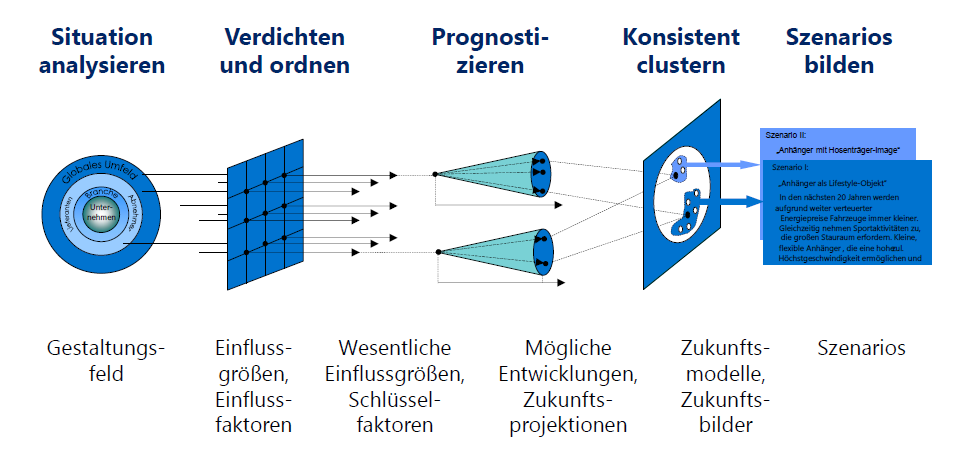 Situation
analysieren
Verdichten
und ordnen
Prognosti-
zieren
Konsistent
clustern
Szenarios
bilden
Globales Umfeld
Branche
Lieferanten
Abnehmer
Unter-
nehmen
Szenario II:
„Anhänger mit Hosenträger-Image“
Szenario I:
„Anhänger als Lifestyle-Objekt“
In den nächsten 20 Jahren werden
aufgrund weiter verteuerter
Energiepreise Fahrzeuge immer kleiner.
Gleichzeitig nehmen Sportaktivitäten zu,
die großen Stauraum erfordern. Kleine,
flexible Anhänger , die eine hohe
Höchstgeschwindigkeit ermöglichen und
Gestaltungs-
feld
Einfluss-
größen,
Einfluss-
faktoren
Wesentliche
Einflussgrößen,
Schlüssel-
faktoren
Mögliche
Entwicklungen,
Zukunfts-
projektionen
Zukunfts-
modelle,
Zukunfts-
bilder
Szenarios